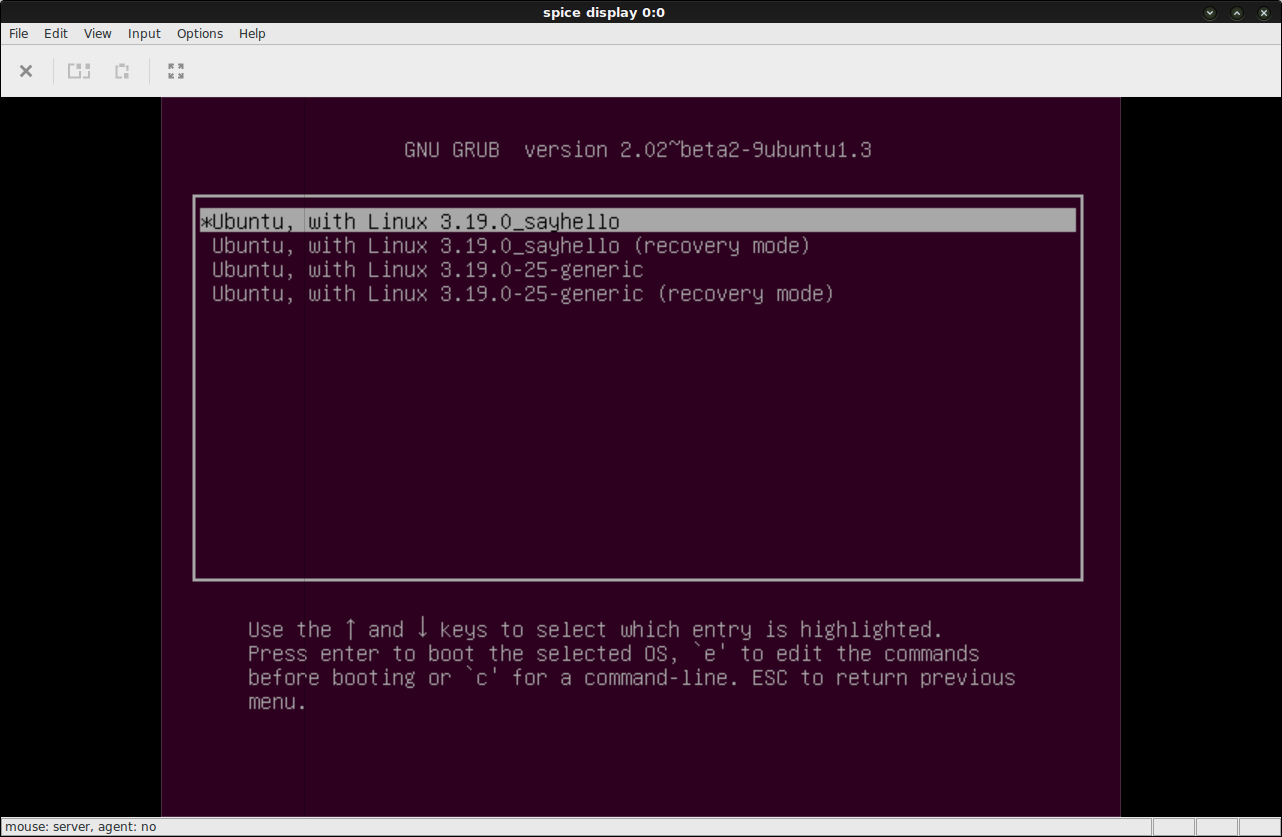 spice display 0:0
File Edit View Input Options Help
GNU GRUB  version 2.02~beta2-9ubuntu1.3
*Ubuntu, with Linux 3.19.0_sayhello
Ubuntu, with Linux 3.19.0_sayhello (recovery mode)
Ubuntu, with Linux 3.19.0-25-generic
Ubuntu, with Linux 3.19.0-25-generic (recovery mode)
Use the ↑ and ↓ keys to select which entry is highlighted.
Press enter to boot the selected OS, `e' to edit the commands
before booting or `c' for a command-line. ESC to return previous
menu.
mouse: server, agent: no